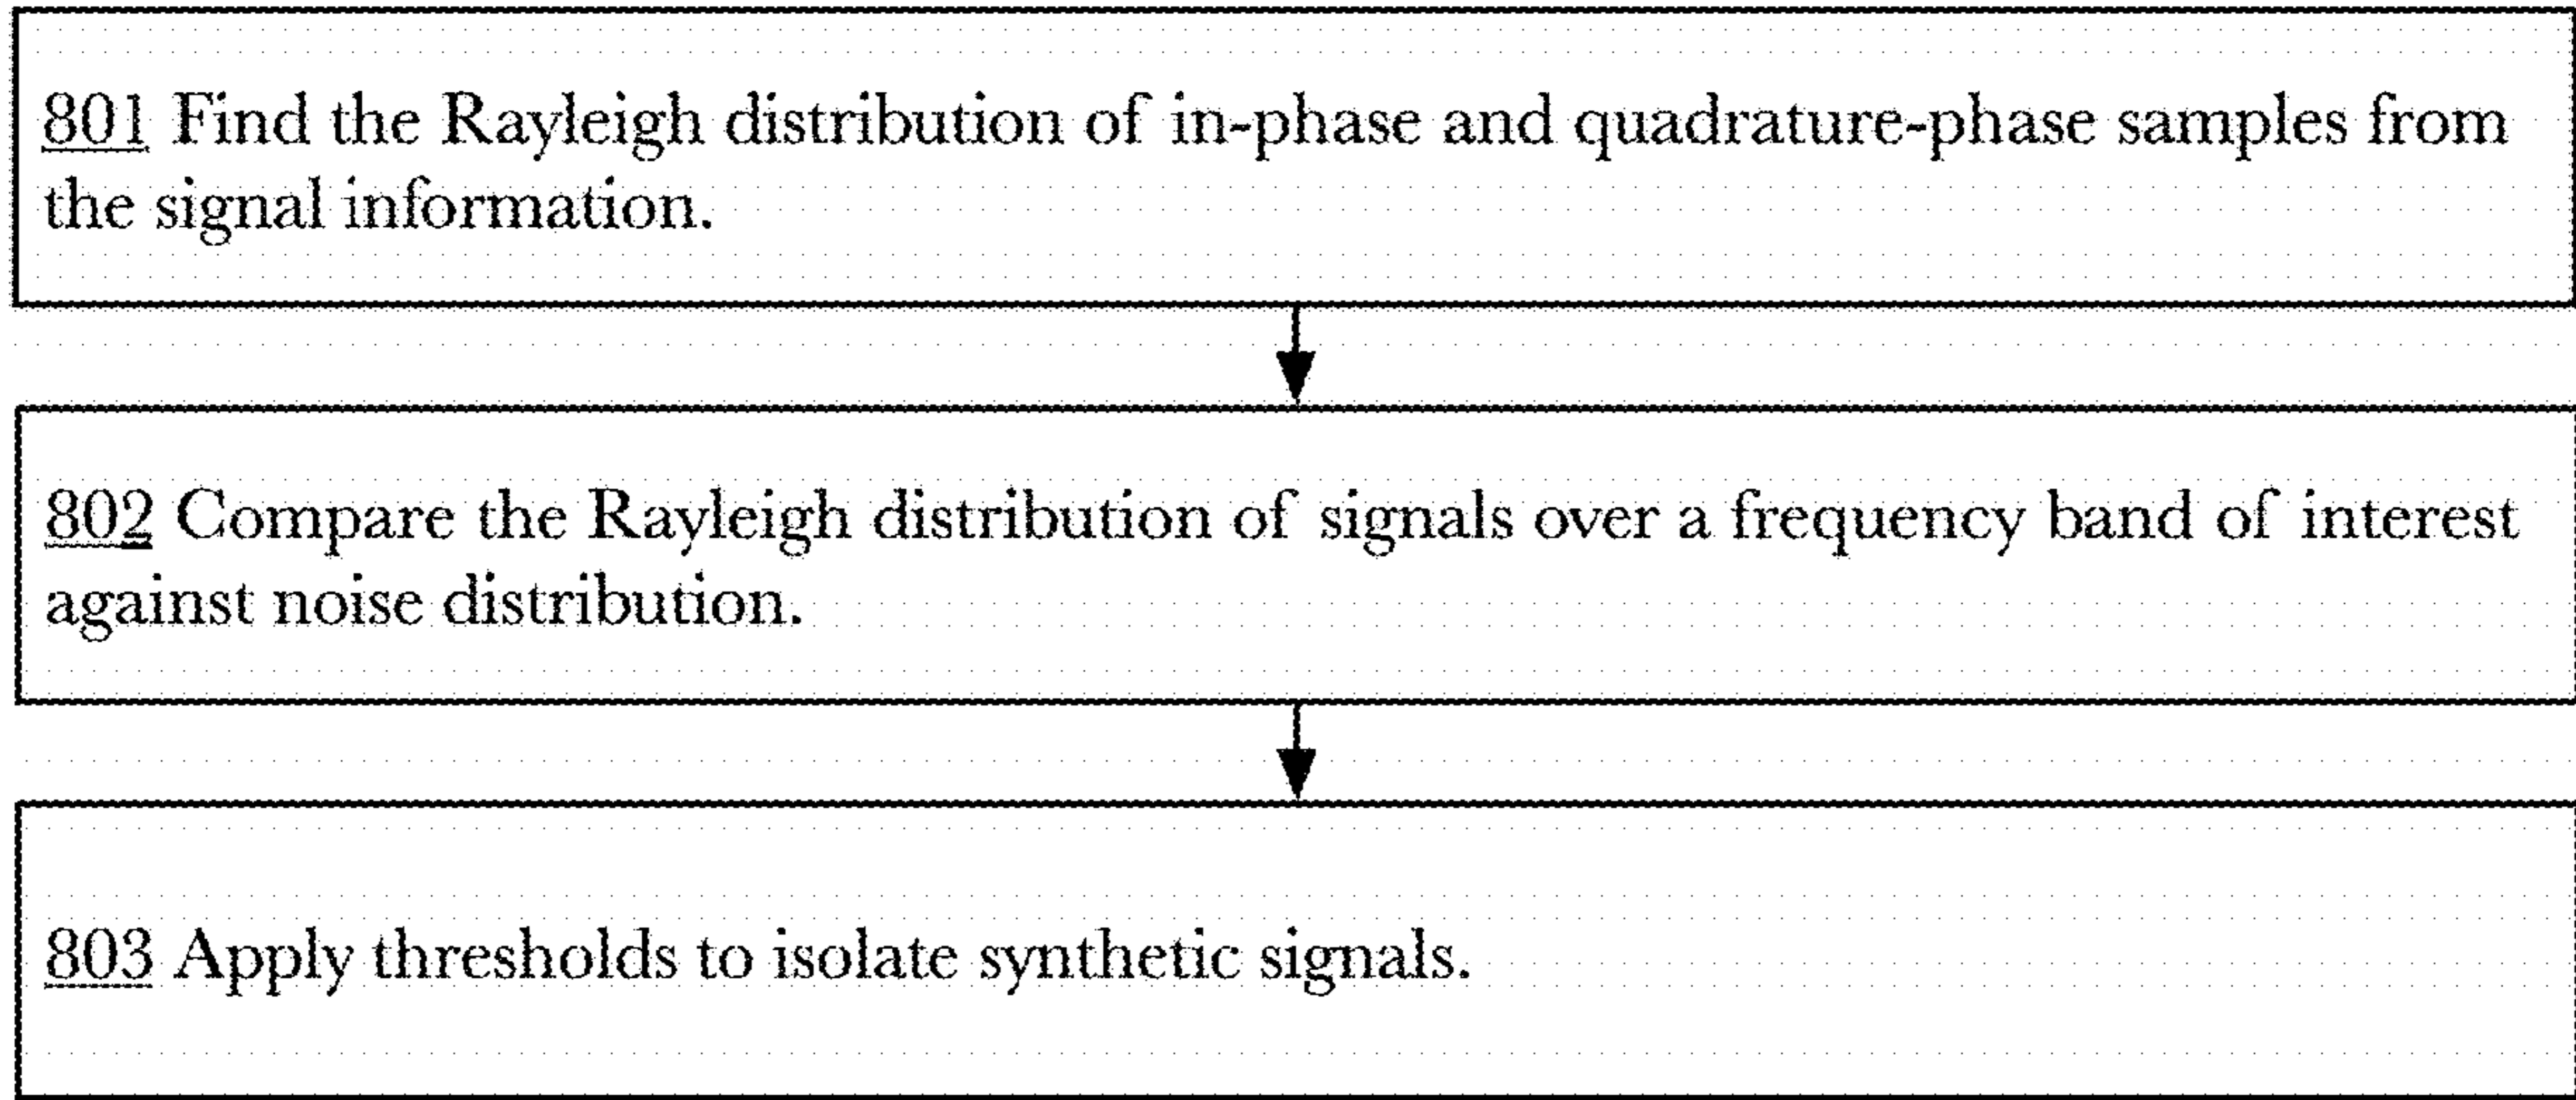 801 Find the Rayleigh distribution of in-phase and quadrature-phase samples from
the signal information.
802 Compare the Rayleigh distribution of signals over a frequency band of interest
against noise distribution.
803 Apply thresholds to isolate synthetic signals.